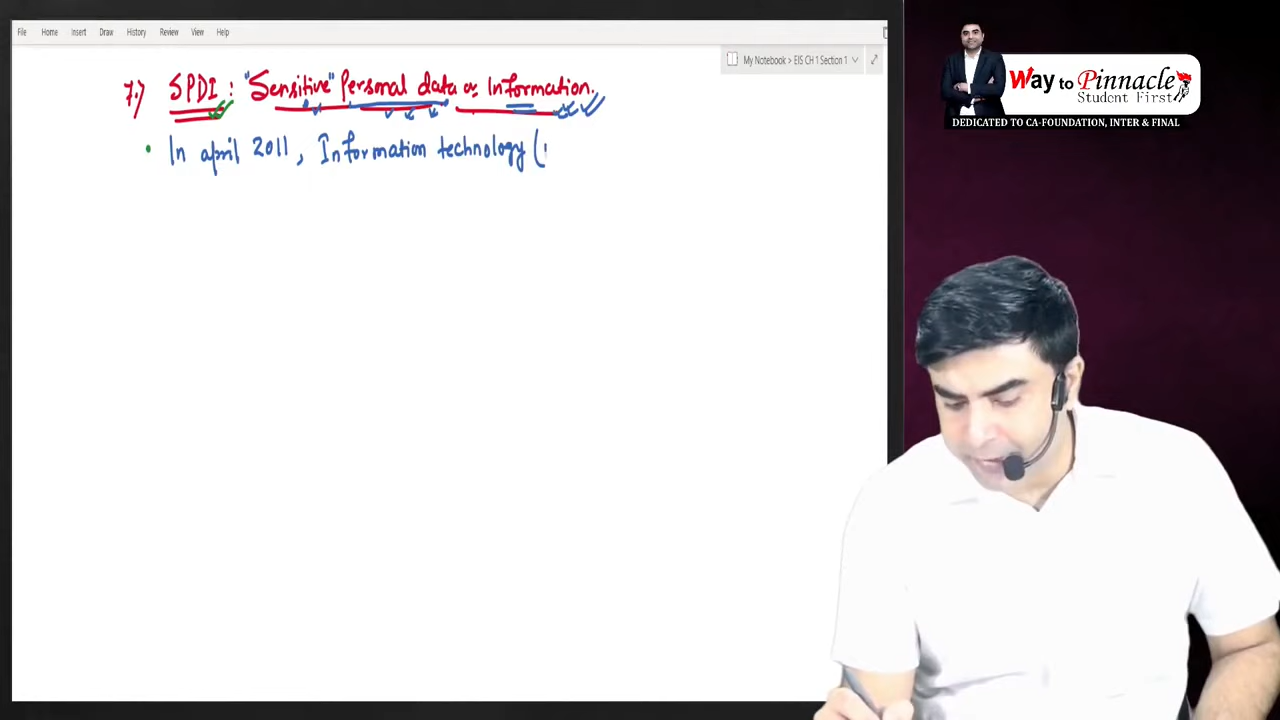 File Home Insert Draw History Review View Help
My Notebook > EIS CH 1 Section 1
7.) SPDI : "Sensitive" Personal data or Information.
• In april 2011, Information technology (
Way to Pinnacle
Student First
DEDICATED TO CA-FOUNDATION, INTER & FINAL